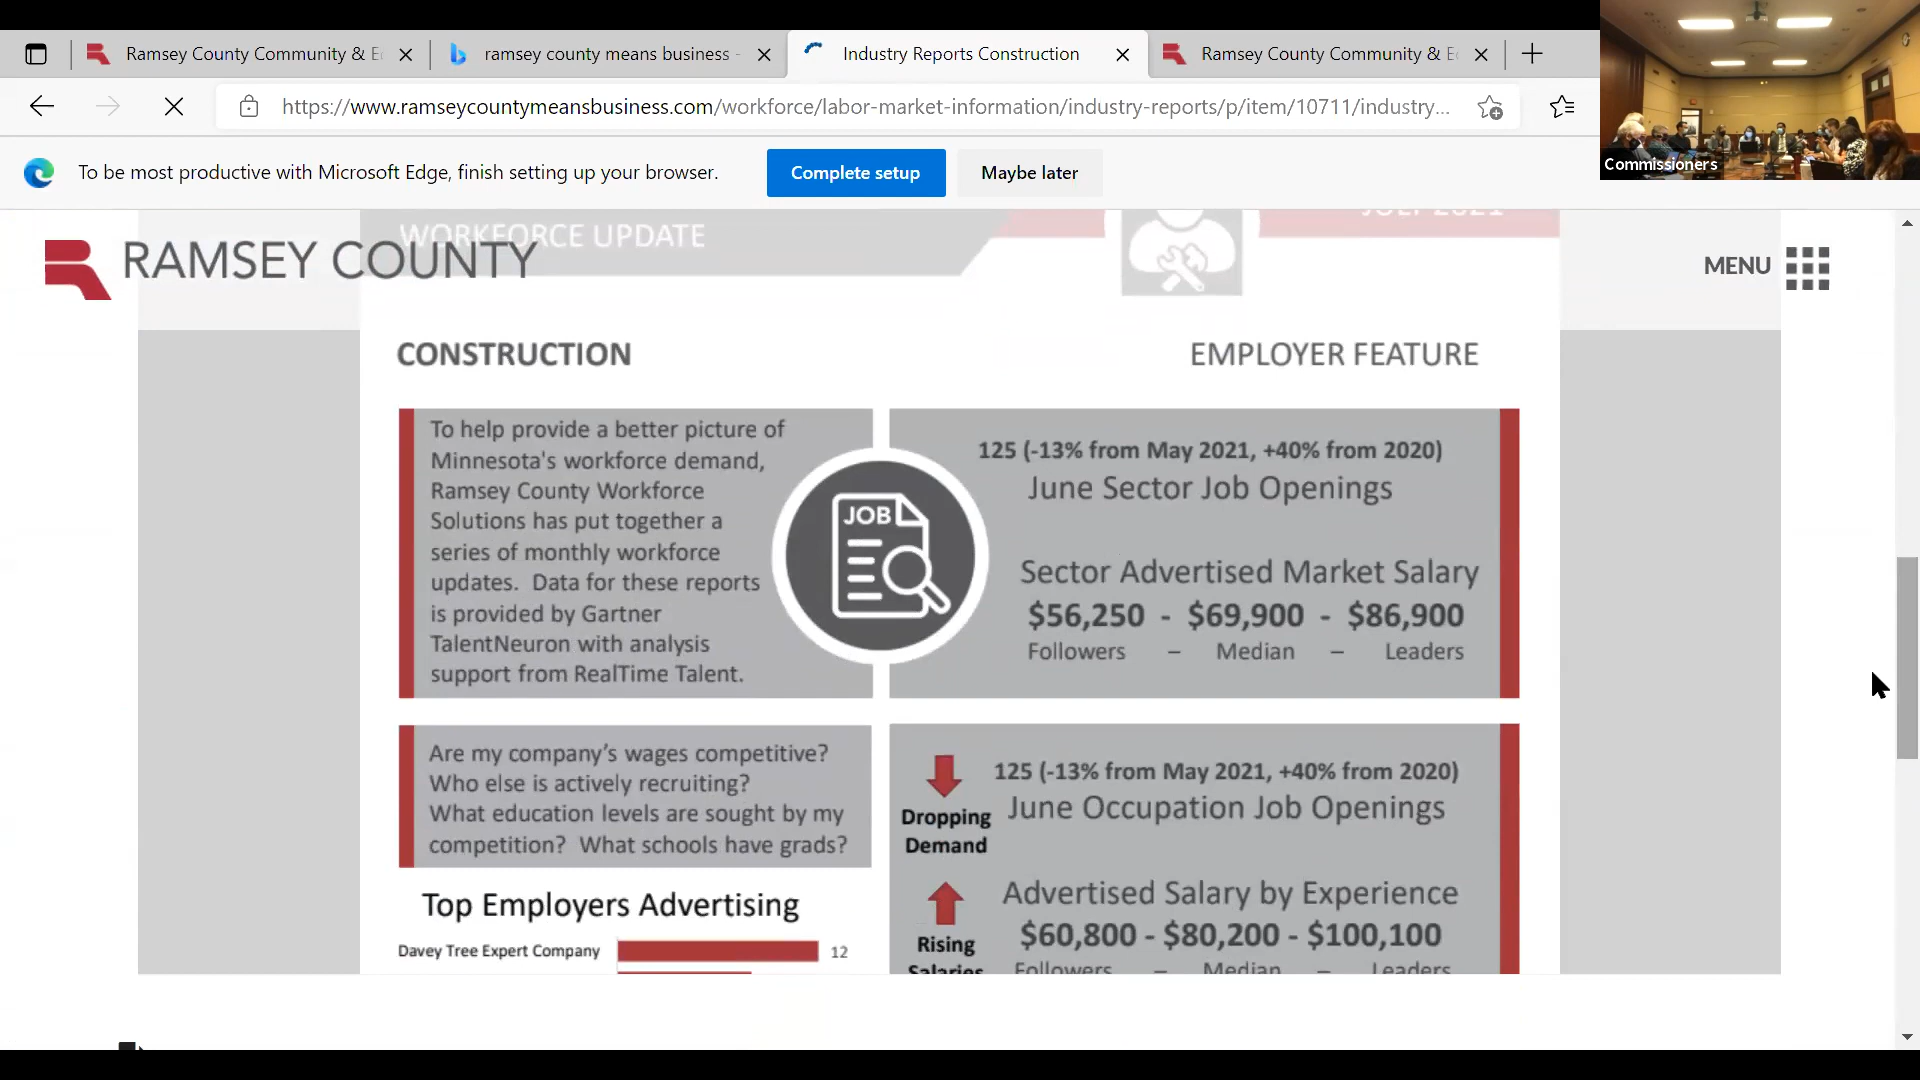 Ramsey County Community & Ec
ramsey county means business -
Industry Reports Construction
Ramsey County Community & Ec
https://www.ramseycountymeansbusiness.com/workforce/labor-market-information/industry-reports/p/item/10711/industry...
Commissioners
To be most productive with Microsoft Edge, finish setting up your browser.
Complete setup
Maybe later
WORKFORCE UPDATE
JULY 2021
RAMSEY COUNTY
MENU
CONSTRUCTION
EMPLOYER FEATURE
To help provide a better picture of
Minnesota's workforce demand,
Ramsey County Workforce
Solutions has put together a
series of monthly workforce
updates. Data for these reports
is provided by Gartner
TalentNeuron with analysis
support from RealTime Talent.
JOB
125 (-13% from May 2021, +40% from 2020)
June Sector Job Openings
Sector Advertised Market Salary
$56,250 - $69,900 - $86,900
Followers – Median – Leaders
Are my company's wages competitive?
Who else is actively recruiting?
What education levels are sought by my
competition? What schools have grads?
Top Employers Advertising
Davey Tree Expert Company 12
Dropping
Demand
125 (-13% from May 2021, +40% from 2020)
June Occupation Job Openings
Rising
Salaries
Advertised Salary by Experience
$60,800 - $80,200 - $100,100
Followers – Median – Leaders